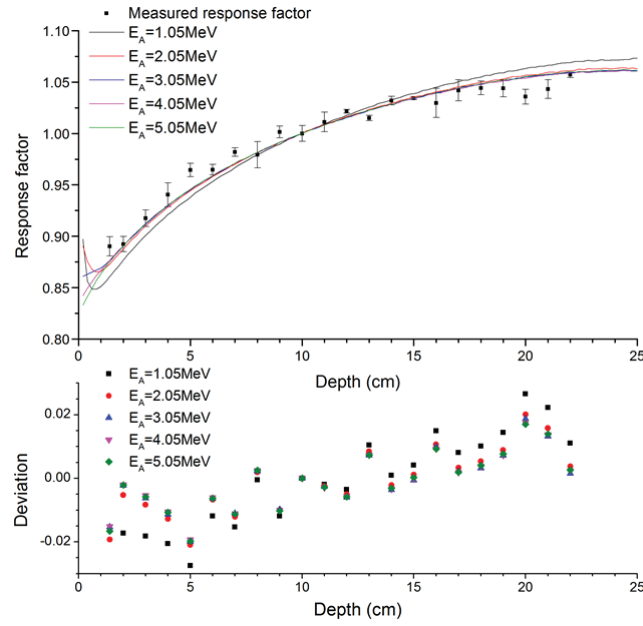 Measured response factor
E_A=1.05MeV
E_A=2.05MeV
E_A=3.05MeV
E_A=4.05MeV
E_A=5.05MeV
1.10
1.05
1.00
0.95
0.90
0.85
0.80
Response factor
0 5 10 15 20 25
Depth (cm)
E_A=1.05MeV
E_A=2.05MeV
E_A=3.05MeV
E_A=4.05MeV
E_A=5.05MeV
0.02
0.00
-0.02
Deviation
0 5 10 15 20 25
Depth (cm)